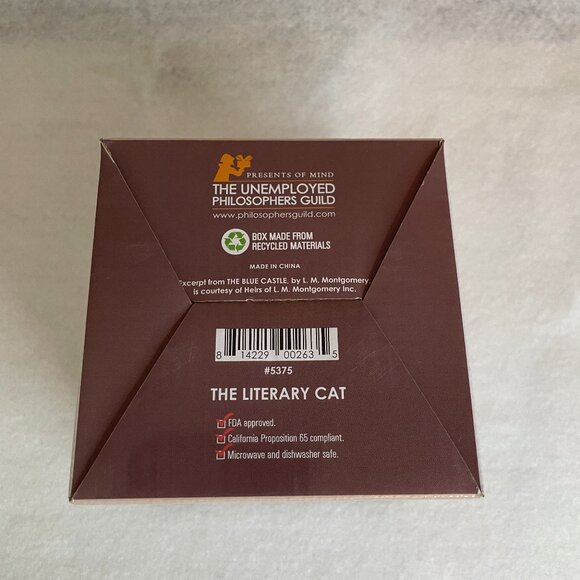 PRESENTS OF MIND
THE UNEMPLOYED
PHILOSOPHERS GUILD
www.philosophersguild.com
BOX MADE FROM
RECYCLED MATERIALS
MADE IN CHINA
Excerpt from THE BLUE CASTLE, by L. M. Montgomery,
is courtesy of Heirs of L. M. Montgomery Inc.
8 14229 00263 5
#5375
THE LITERARY CAT
FDA approved.
California Proposition 65 compliant.
Microwave and dishwasher safe.